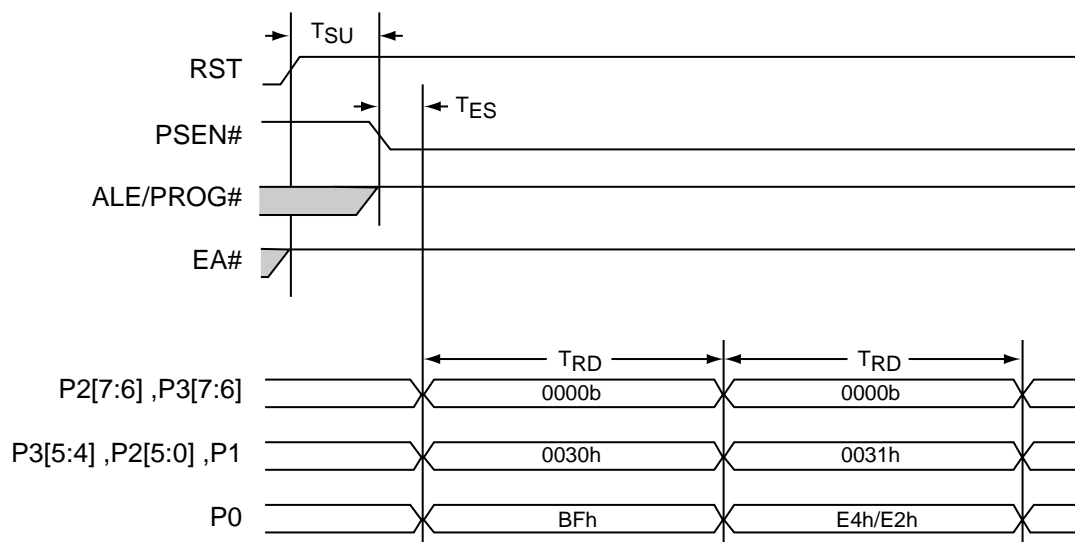 TSU
RST
TES
PSEN#
ALE/PROG#
EA#
TRD TRD
P2[7:6] ,P3[7:6] 0000b 0000b
P3[5:4] ,P2[5:0] ,P1 0030h 0031h
P0 BFh E4h/E2h